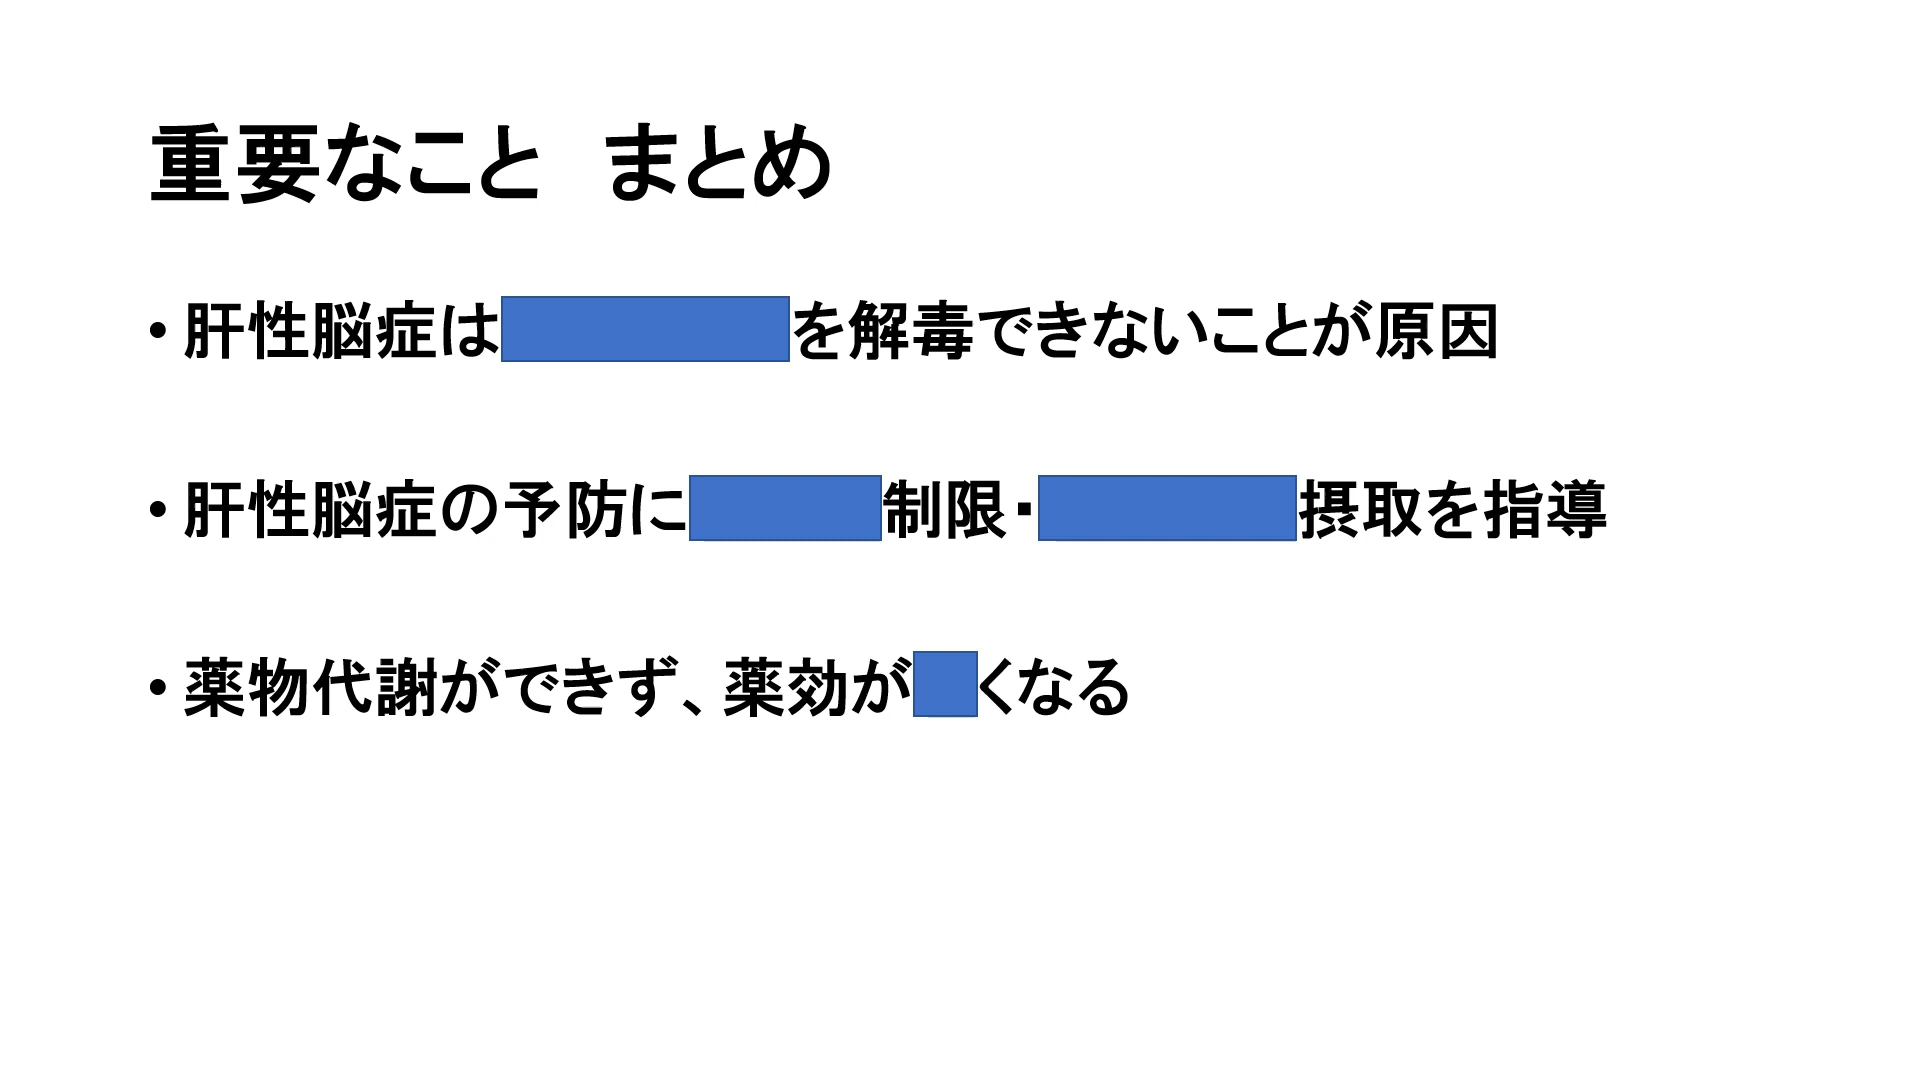 重要なこと　まとめ
• 肝性脳症は を解毒できないことが原因
• 肝性脳症の予防に 制限・ 摂取を指導
• 薬物代謝ができず、薬効が くなる